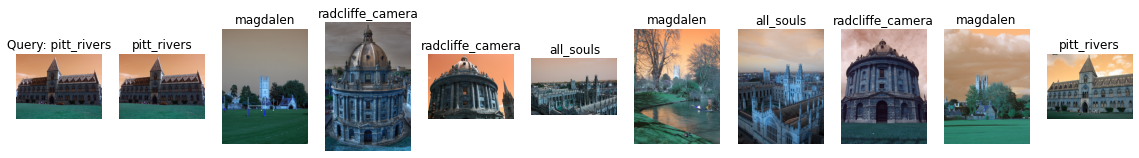 Query: pitt_rivers
pitt_rivers
magdalen
radcliffe_camera
radcliffe_camera
all_souls
magdalen
all_souls
radcliffe_camera
magdalen
pitt_rivers